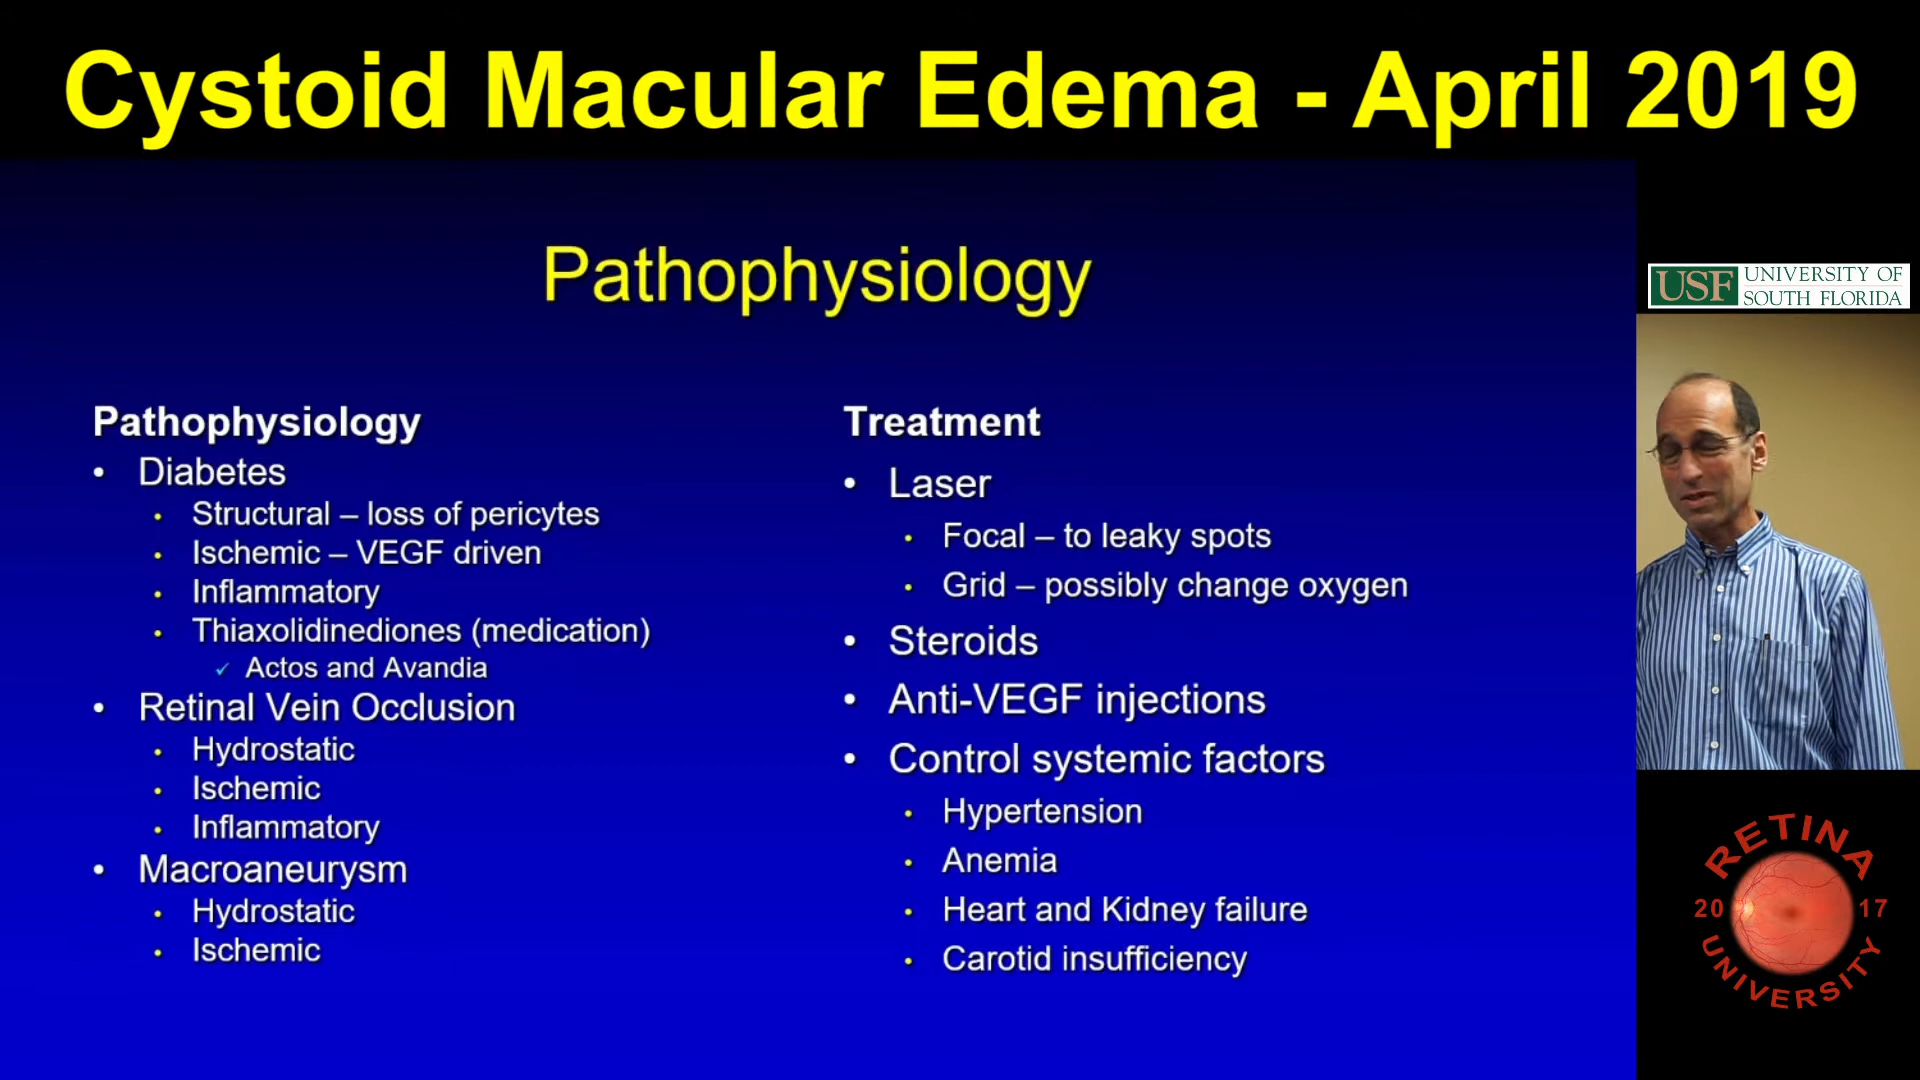 Cystoid Macular Edema - April 2019
Pathophysiology
Pathophysiology
• Diabetes
• Structural – loss of pericytes
• Ischemic – VEGF driven
• Inflammatory
• Thiaxolidinediones (medication)
✓ Actos and Avandia
• Retinal Vein Occlusion
• Hydrostatic
• Ischemic
• Inflammatory
• Macroaneurysm
• Hydrostatic
• Ischemic
Treatment
• Laser
• Focal – to leaky spots
• Grid – possibly change oxygen
• Steroids
• Anti-VEGF injections
• Control systemic factors
• Hypertension
• Anemia
• Heart and Kidney failure
• Carotid insufficiency
USF UNIVERSITY OF
SOUTH FLORIDA
RETINA
20 17
UNIVERSITY